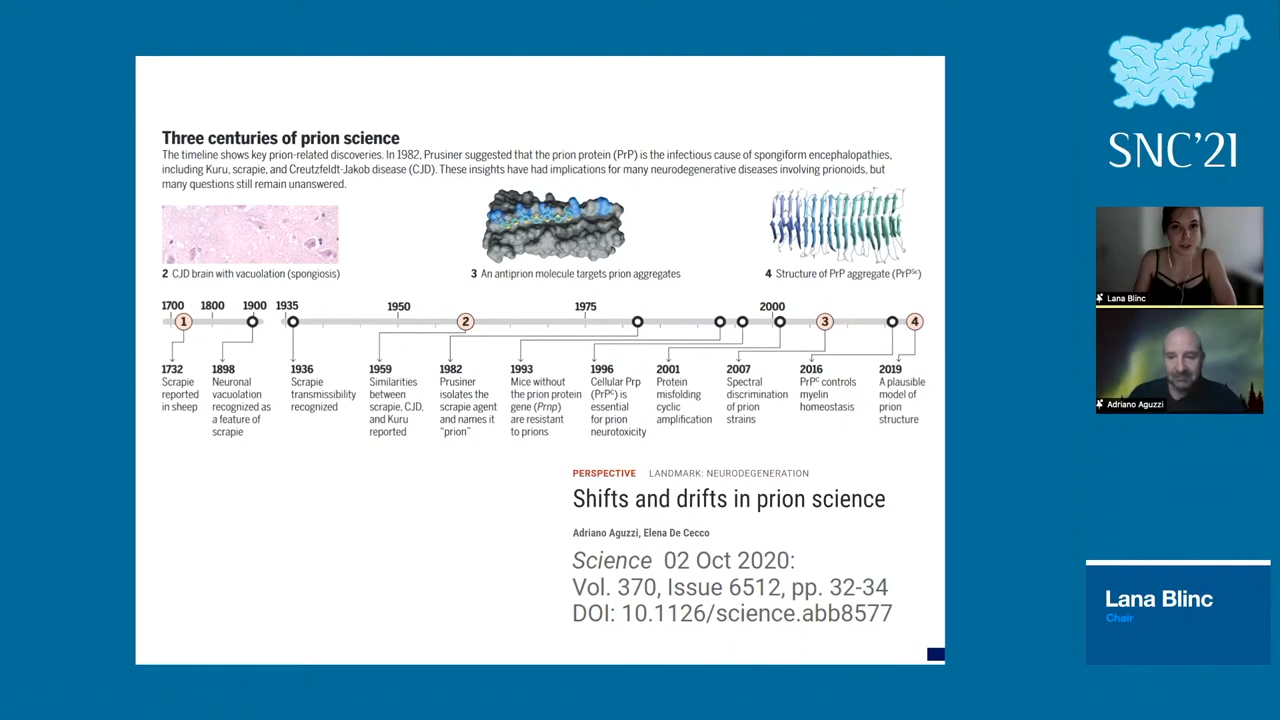 Three centuries of prion science
The timeline shows key prion-related discoveries. In 1982, Prusiner suggested that the prion protein (PrP) is the infectious cause of spongiform encephalopathies,
including Kuru, scrapie, and Creutzfeldt-Jakob disease (CJD). These insights have had implications for many neurodegenerative diseases involving prionoids, but
many questions still remain unanswered.
2 CJD brain with vacuolation (spongiosis)
3 An antiprion molecule targets prion aggregates
4 Structure of PrP aggregate (PrPSc)
1700 1800 1900 1935 1950 1975 2000
1 2 3 4
1732
Scrapie
reported
in sheep
1898
Neuronal
vacuolation
recognized as
a feature of
scrapie
1936
Scrapie
transmissibility
recognized
1959
Similarities
between
scrapie, CJD,
and Kuru
reported
1982
Prusiner
isolates the
scrapie agent
and names it
"prion"
1993
Mice without
the prion protein
gene (Prnp)
are resistant
to prions
1996
Cellular Prp
(PrPC) is
essential
for prion
neurotoxicity
2001
Protein
misfolding
cyclic
amplification
2007
Spectral
discrimination
of prion
strains
2016
PrPC controls
myelin
homeostasis
2019
A plausible
model of
prion
structure
PERSPECTIVE LANDMARK: NEURODEGENERATION
Shifts and drifts in prion science
Adriano Aguzzi, Elena De Cecco
Science 02 Oct 2020:
Vol. 370, Issue 6512, pp. 32-34
DOI: 10.1126/science.abb8577
SNC'21
Lana Blinc
Adriano Aguzzi
Lana Blinc
Chair